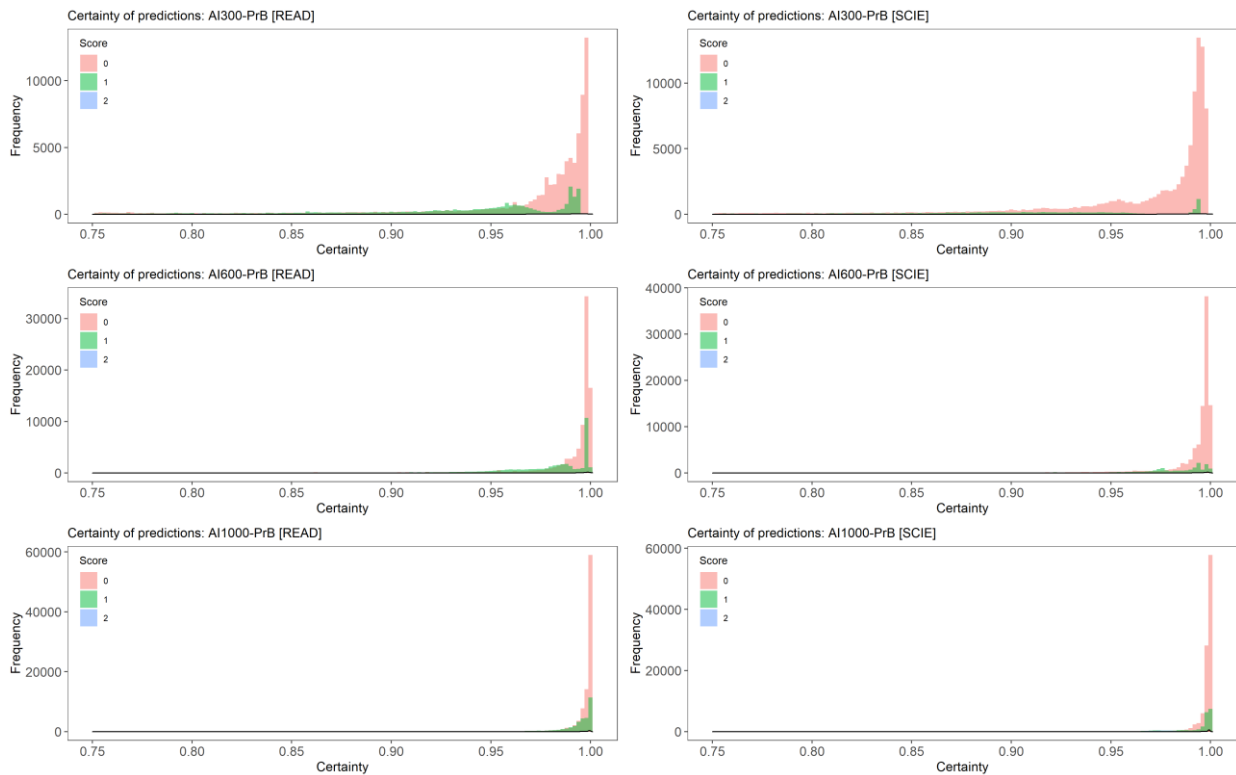 Certainty of predictions: AI300-PrB [READ]
Score
0
1
2
Frequency
10000
5000
0
0.75 0.80 0.85 0.90 0.95 1.00
Certainty
Certainty of predictions: AI300-PrB [SCIE]
Score
0
1
2
Frequency
10000
5000
0
0.75 0.80 0.85 0.90 0.95 1.00
Certainty
Certainty of predictions: AI600-PrB [READ]
Score
0
1
2
Frequency
30000
20000
10000
0
0.75 0.80 0.85 0.90 0.95 1.00
Certainty
Certainty of predictions: AI600-PrB [SCIE]
Score
0
1
2
Frequency
40000
30000
20000
10000
0
0.75 0.80 0.85 0.90 0.95 1.00
Certainty
Certainty of predictions: AI1000-PrB [READ]
Score
0
1
2
Frequency
60000
40000
20000
0
0.75 0.80 0.85 0.90 0.95 1.00
Certainty
Certainty of predictions: AI1000-PrB [SCIE]
Score
0
1
2
Frequency
60000
40000
20000
0
0.75 0.80 0.85 0.90 0.95 1.00
Certainty